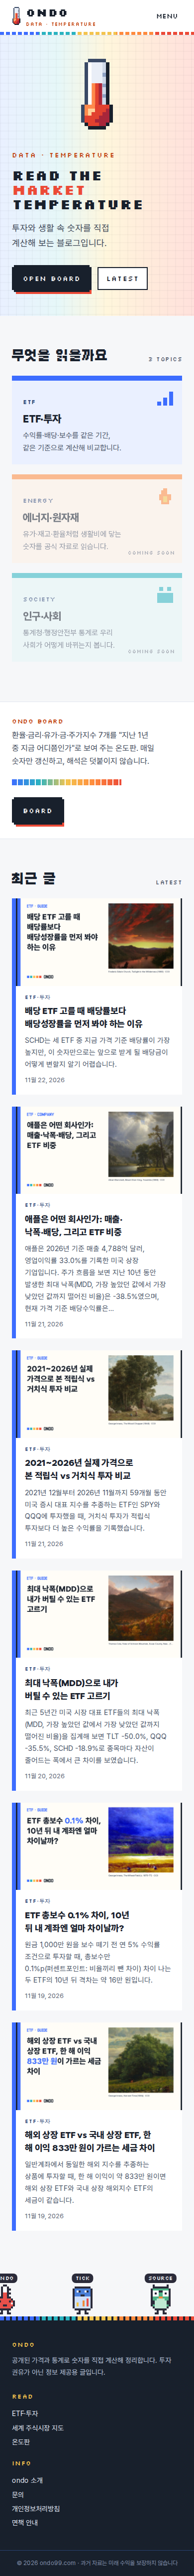 ONDO
DATA · TEMPERATURE
MENU
DATA · TEMPERATURE
READ THE
MARKET
TEMPERATURE
투자와 생활 속 숫자를 직접
계산해 보는 블로그입니다.
OPEN BOARD
LATEST
무엇을 읽을까요
3 TOPICS
ETF
ETF·투자
수익률·배당·보수를 같은 기간,
같은 기준으로 계산해 비교합니다.
ENERGY
에너지·원자재
유가·재고·환율처럼 생활비에 닿는
숫자를 공식 자료로 읽습니다.
COMING SOON
SOCIETY
인구·사회
통계청·행정안전부 통계로 우리
사회가 어떻게 바뀌는지 봅니다.
COMING SOON
ONDO BOARD
환율·금리·유가·금·주가지수 7개를 “지난 1년
중 지금 어디쯤인가”로 보여 주는 온도판. 매일
숫자만 갱신하고, 해석은 덧붙이지 않습니다.
BOARD
최근 글
LATEST
ETF · GUIDE
배당 ETF 고를 때
배당률보다
배당성장률을 먼저 봐야
하는 이유
ONDO
ETF·투자
배당 ETF 고를 때 배당률보다
배당성장률을 먼저 봐야 하는 이유
SCHD는 세 ETF 중 지금 가격 기준 배당률이 가장
높지만, 이 숫자만으로는 앞으로 받게 될 배당금이
어떻게 변할지 알기 어렵습니다.
11월 22, 2026
ETF · COMPANY
애플은 어떤 회사인가:
매출·낙폭·배당, 그리고
ETF 비중
ONDO
ETF·투자
애플은 어떤 회사인가: 매출·
낙폭·배당, 그리고 ETF 비중
애플은 2026년 기준 매출 4,788억 달러,
영업이익률 33.0%를 기록한 미국 상장
기업입니다. 주가 흐름을 보면 지난 10년 동안
발생한 최대 낙폭(MDD, 가장 높았던 값에서 가장
낮았던 값까지 떨어진 비율)은 -38.5%였으며,
현재 가격 기준 배당수익률은…
11월 21, 2026
ETF · GUIDE
2021~2026년 실제
가격으로 본 적립식 vs
거치식 투자 비교
ONDO
ETF·투자
2021~2026년 실제 가격으로
본 적립식 vs 거치식 투자 비교
2021년 12월부터 2026년 11월까지 59개월 동안
미국 증시 대표 지수를 추종하는 ETF인 SPY와
QQQ에 투자했을 때, 거치식 투자가 적립식
투자보다 더 높은 수익률을 기록했습니다.
11월 21, 2026
ETF · GUIDE
최대 낙폭(MDD)으로
내가 버틸 수 있는 ETF
고르기
ONDO
ETF·투자
최대 낙폭(MDD)으로 내가
버틸 수 있는 ETF 고르기
최근 5년간 미국 시장 대표 ETF들의 최대 낙폭
(MDD, 가장 높았던 값에서 가장 낮았던 값까지
떨어진 비율)을 집계해 보면 TLT -50.0%, QQQ
-35.5%, SCHD -18.9%로 종목마다 자산이
줄어드는 폭에서 큰 차이를 보였습니다.
11월 20, 2026
ETF · GUIDE
ETF 총보수 0.1% 차이,
10년 뒤 내 계좌엔 얼마
차이날까?
ONDO
ETF·투자
ETF 총보수 0.1% 차이, 10년
뒤 내 계좌엔 얼마 차이날까?
원금 1,000만 원을 보수 떼기 전 연 5% 수익률
조건으로 투자할 때, 총보수만
0.1%p(퍼센트포인트: 비율끼리 뺀 차이) 차이 나는
두 ETF의 10년 뒤 격차는 약 16만 원입니다.
11월 19, 2026
ETF · GUIDE
해외 상장 ETF vs 국내
상장 ETF, 한 해 이익
833만 원이 가르는 세금
차이
ONDO
ETF·투자
해외 상장 ETF vs 국내 상장 ETF, 한
해 이익 833만 원이 가르는 세금 차이
일반계좌에서 동일한 해외 지수를 추종하는
상품에 투자할 때, 한 해 이익이 약 833만 원이면
해외 상장 ETF와 국내 상장 해외지수 ETF의
세금이 같습니다.
11월 19, 2026
TICK
SOURCE
ONDO
공개된 가격과 통계로 숫자를 직접 계산해 정리합니다. 투자
권유가 아닌 정보 제공용 글입니다.
READ
ETF·투자
세계 주식시장 지도
온도판
INFO
ondo 소개
문의
개인정보처리방침
면책 안내
© 2026 ondo99.com · 과거 자료는 미래 수익을 보장하지 않습니다